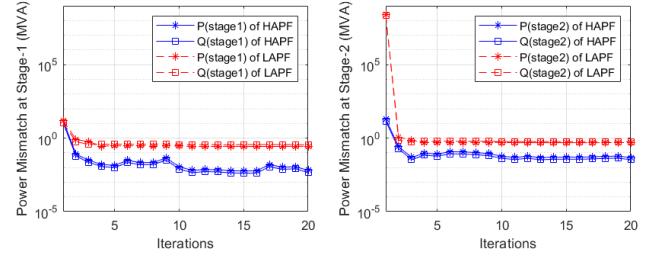 Power Mismatch at Stage-1 (MVA)
10^5
10^0
10^-5
P(stage1) of HAPF
Q(stage1) of HAPF
P(stage1) of LAPF
Q(stage1) of LAPF
5 10 15 20
Iterations
Power Mismatch at Stage-2 (MVA)
10^5
10^0
10^-5
P(stage2) of HAPF
Q(stage2) of HAPF
P(stage2) of LAPF
Q(stage2) of LAPF
5 10 15 20
Iterations